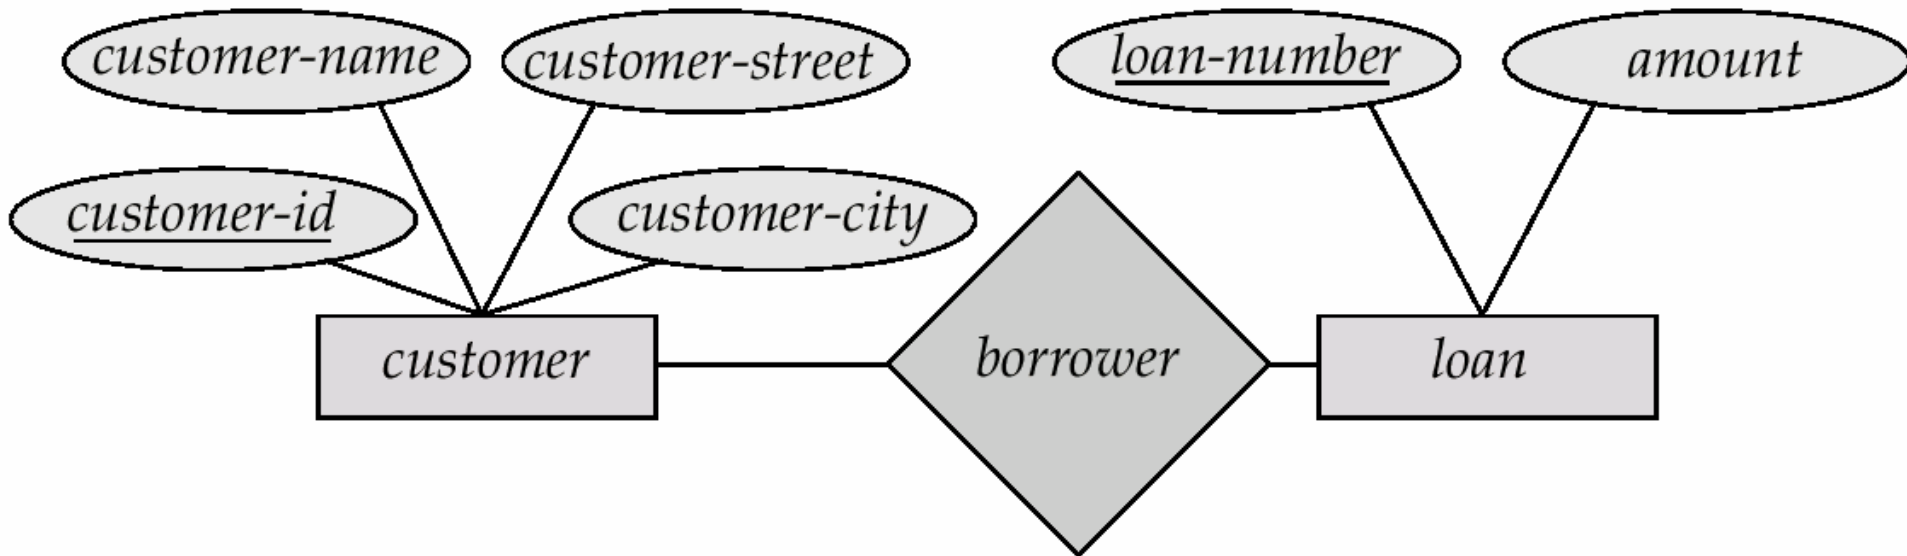 customer-name
customer-street
loan-number
amount
customer-id
customer-city
customer
borrower
loan